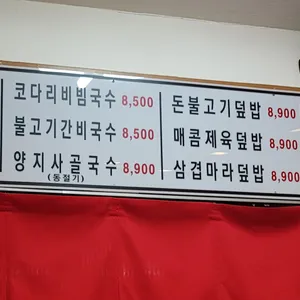 코다리비빔국수 8,500
불고기간비국수 8,500
양지사골국수 8,900
(동절기)
돈불고기덮밥 8,900
매콤제육덮밥 8,900
삼겹마라덮밥 8,900